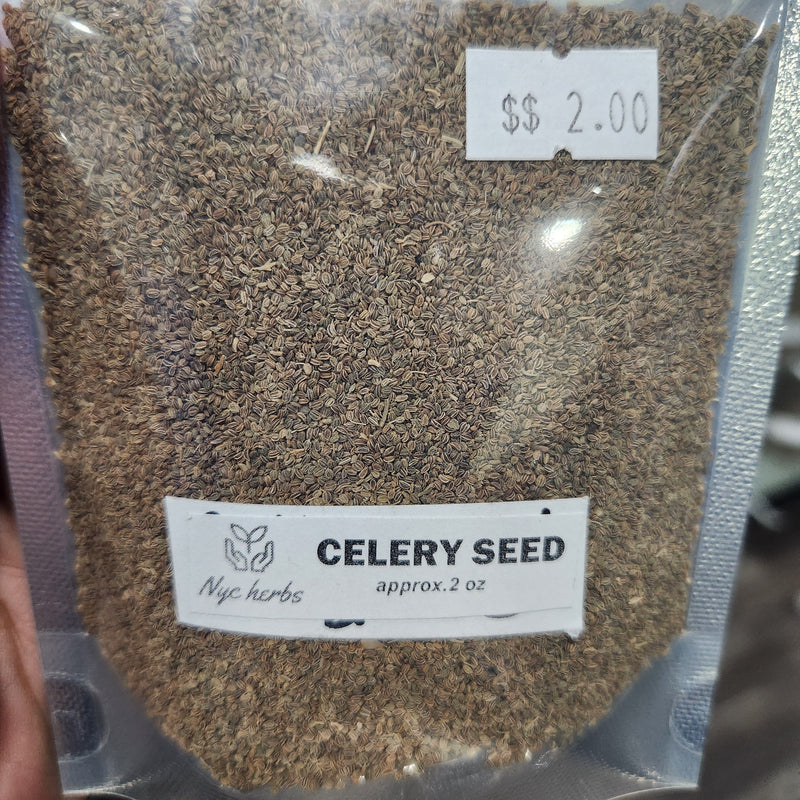 $$ 2.00
CELERY SEED
approx.2 oz
Nyc herbs